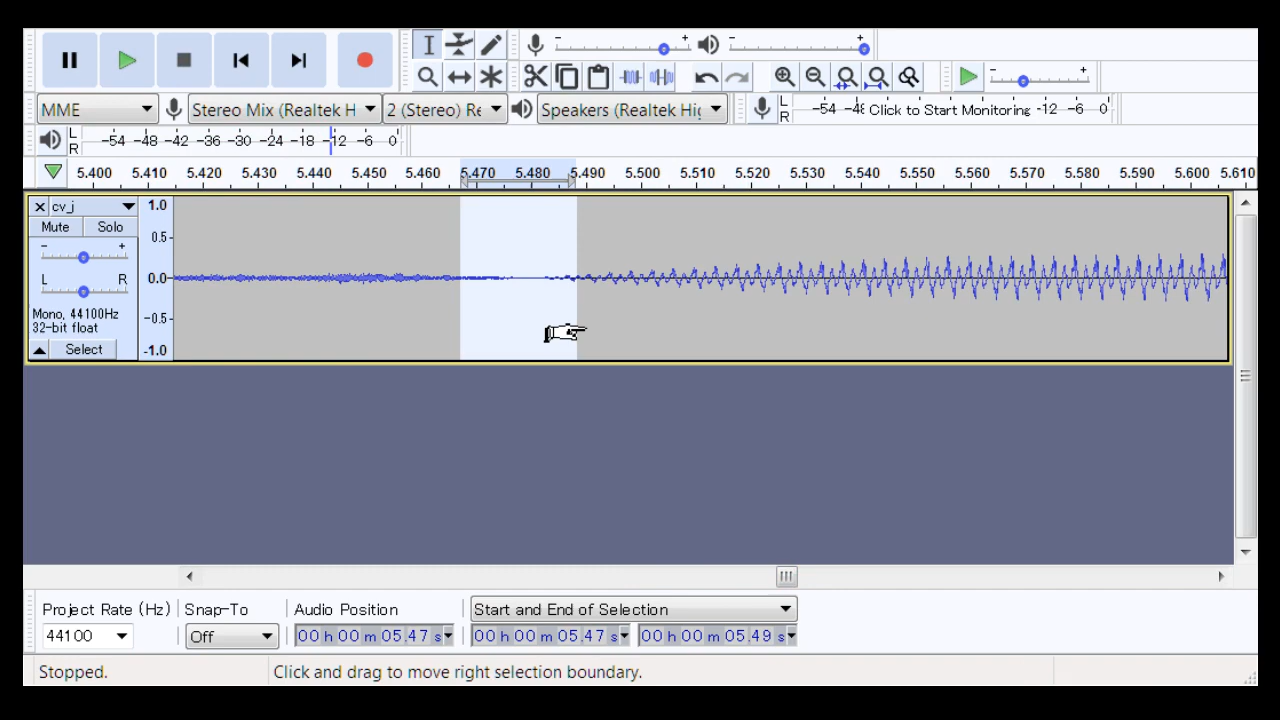 - + - +
- +
MME Stereo Mix (Realtek H 2 (Stereo) Re Speakers (Realtek Hig L R -54 -48 Click to Start Monitoring -12 -6 0
L R -54 -48 -42 -36 -30 -24 -18 -12 -6 0
5.400 5.410 5.420 5.430 5.440 5.450 5.460 5.470 5.480 5.490 5.500 5.510 5.520 5.530 5.540 5.550 5.560 5.570 5.580 5.590 5.600 5.610
× cv_j 1.0
Mute Solo
- + 0.5
L R 0.0
Mono, 44100Hz
32-bit float -0.5
Select -1.0
Project Rate (Hz) Snap-To Audio Position Start and End of Selection
44100 Off 00 h 00 m 05.47 s 00 h 00 m 05.47 s 00 h 00 m 05.49 s
Stopped. Click and drag to move right selection boundary.